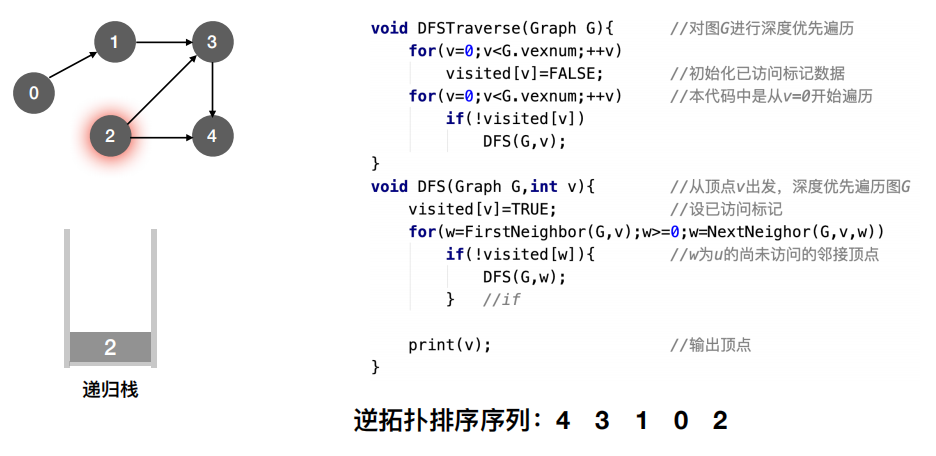 0
1
2
3
4
2
递归栈
void DFSTraverse(Graph G){ //对图G进行深度优先遍历
for(v=0;v<G.vexnum;++v)
visited[v]=FALSE; //初始化已访问标记数据
for(v=0;v<G.vexnum;++v) //本代码中是从v=0开始遍历
if(!visited[v])
DFS(G,v);
}
void DFS(Graph G,int v){ //从顶点v出发，深度优先遍历图G
visited[v]=TRUE; //设已访问标记
for(w=FirstNeighbor(G,v);w>=0;w=NextNeighor(G,v,w))
if(!visited[w]){ //w为u的尚未访问的邻接顶点
DFS(G,w);
} //if
print(v); //输出顶点
}
逆拓扑排序序列：4 3 1 0 2